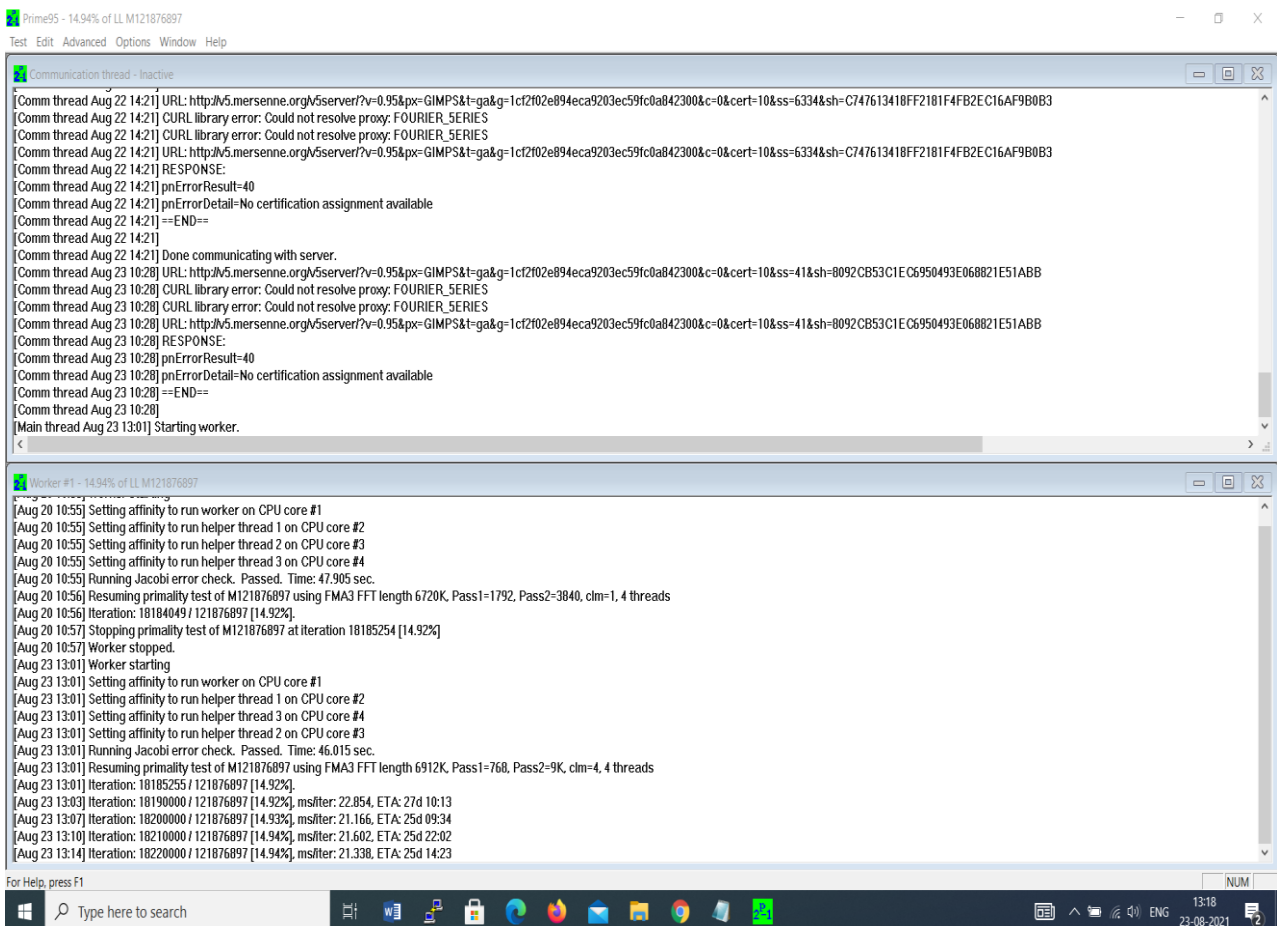 Prime95 - 14.94% of LL M121876897
Test Edit Advanced Options Window Help
Communication thread - Inactive
[Comm thread Aug 22 14:21] URL: http://v5.mersenne.org/v5server/?v=0.95&px=GIMPS&t=ga&g=1cf2f02e894eca9203ec59fc0a842300&c=0&cert=10&ss=6334&sh=C747613418FF2181F4FB2EC16AF9B0B3
[Comm thread Aug 22 14:21] CURL library error: Could not resolve proxy: FOURIER_5ERIES
[Comm thread Aug 22 14:21] CURL library error: Could not resolve proxy: FOURIER_5ERIES
[Comm thread Aug 22 14:21] URL: http://v5.mersenne.org/v5server/?v=0.95&px=GIMPS&t=ga&g=1cf2f02e894eca9203ec59fc0a842300&c=0&cert=10&ss=6334&sh=C747613418FF2181F4FB2EC16AF9B0B3
[Comm thread Aug 22 14:21] RESPONSE:
[Comm thread Aug 22 14:21] pnErrorResult=40
[Comm thread Aug 22 14:21] pnErrorDetail=No certification assignment available
[Comm thread Aug 22 14:21] ==END==
[Comm thread Aug 22 14:21]
[Comm thread Aug 22 14:21] Done communicating with server.
[Comm thread Aug 23 10:28] URL: http://v5.mersenne.org/v5server/?v=0.95&px=GIMPS&t=ga&g=1cf2f02e894eca9203ec59fc0a842300&c=0&cert=10&ss=41&sh=8092CB53C1EC6950493E068821E51ABB
[Comm thread Aug 23 10:28] CURL library error: Could not resolve proxy: FOURIER_5ERIES
[Comm thread Aug 23 10:28] CURL library error: Could not resolve proxy: FOURIER_5ERIES
[Comm thread Aug 23 10:28] URL: http://v5.mersenne.org/v5server/?v=0.95&px=GIMPS&t=ga&g=1cf2f02e894eca9203ec59fc0a842300&c=0&cert=10&ss=41&sh=8092CB53C1EC6950493E068821E51ABB
[Comm thread Aug 23 10:28] RESPONSE:
[Comm thread Aug 23 10:28] pnErrorResult=40
[Comm thread Aug 23 10:28] pnErrorDetail=No certification assignment available
[Comm thread Aug 23 10:28] ==END==
[Comm thread Aug 23 10:28]
[Main thread Aug 23 13:01] Starting worker.
Worker #1 - 14.94% of LL M121876897
[Aug 20 10:55] Setting affinity to run worker on CPU core #1
[Aug 20 10:55] Setting affinity to run helper thread 1 on CPU core #2
[Aug 20 10:55] Setting affinity to run helper thread 2 on CPU core #3
[Aug 20 10:55] Setting affinity to run helper thread 3 on CPU core #4
[Aug 20 10:55] Running Jacobi error check. Passed. Time: 47.905 sec.
[Aug 20 10:56] Resuming primality test of M121876897 using FMA3 FFT length 6720K, Pass1=1792, Pass2=3840, clm=1, 4 threads
[Aug 20 10:56] Iteration: 18184049 / 121876897 [14.92%].
[Aug 20 10:57] Stopping primality test of M121876897 at iteration 18185254 [14.92%]
[Aug 20 10:57] Worker stopped.
[Aug 23 13:01] Worker starting
[Aug 23 13:01] Setting affinity to run worker on CPU core #1
[Aug 23 13:01] Setting affinity to run helper thread 1 on CPU core #2
[Aug 23 13:01] Setting affinity to run helper thread 3 on CPU core #4
[Aug 23 13:01] Setting affinity to run helper thread 2 on CPU core #3
[Aug 23 13:01] Running Jacobi error check. Passed. Time: 46.015 sec.
[Aug 23 13:01] Resuming primality test of M121876897 using FMA3 FFT length 6912K, Pass1=768, Pass2=9K, clm=4, 4 threads
[Aug 23 13:01] Iteration: 18185255 / 121876897 [14.92%].
[Aug 23 13:03] Iteration: 18190000 / 121876897 [14.92%], ms/iter: 22.854, ETA: 27d 10:13
[Aug 23 13:07] Iteration: 18200000 / 121876897 [14.93%], ms/iter: 21.166, ETA: 25d 09:34
[Aug 23 13:10] Iteration: 18210000 / 121876897 [14.94%], ms/iter: 21.602, ETA: 25d 22:02
[Aug 23 13:14] Iteration: 18220000 / 121876897 [14.94%], ms/iter: 21.338, ETA: 25d 14:23
For Help, press F1
NUM
Type here to search
ENG
13:18
23-08-2021
2